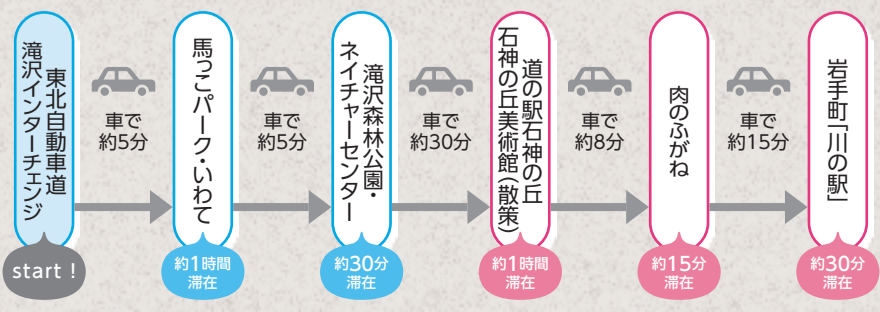 東北自動車道
滝沢インターチェンジ
start！
車で
約5分
馬っこパーク・いわて
約1時間
滞在
車で
約5分
滝沢森林公園・
ネイチャーセンター
約30分
滞在
車で
約30分
道の駅石神の丘
石神の丘美術館（散策）
約1時間
滞在
車で
約8分
肉のふがね
約15分
滞在
車で
約15分
岩手町「川の駅」
約30分
滞在